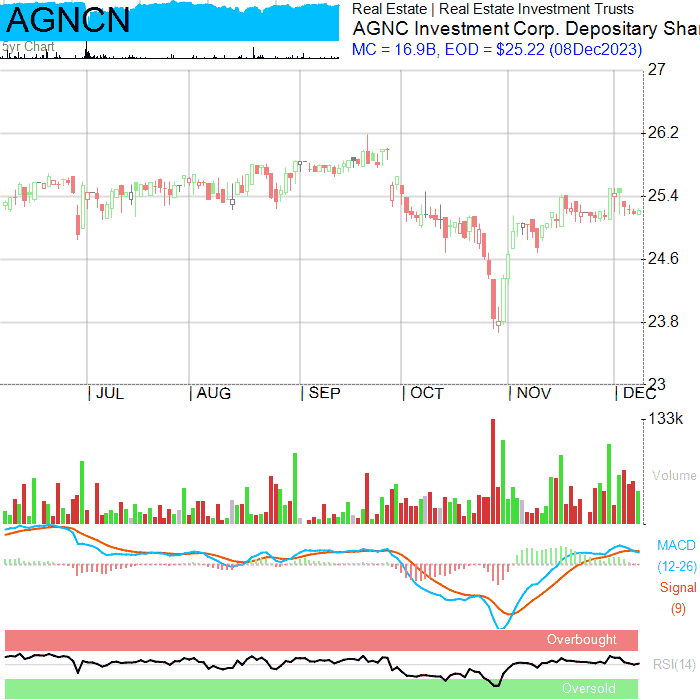 AGNCN
5yr Chart
Real Estate | Real Estate Investment Trusts
AGNC Investment Corp. Depositary Shar
MC = 16.9B, EOD = $25.22 (08Dec2023)
27
26.2
25.4
24.6
23.8
23
JUL
AUG
SEP
OCT
NOV
DEC
133k
Volume
MACD
(12-26)
Signal
(9)
Overbought
RSI(14)
Oversold